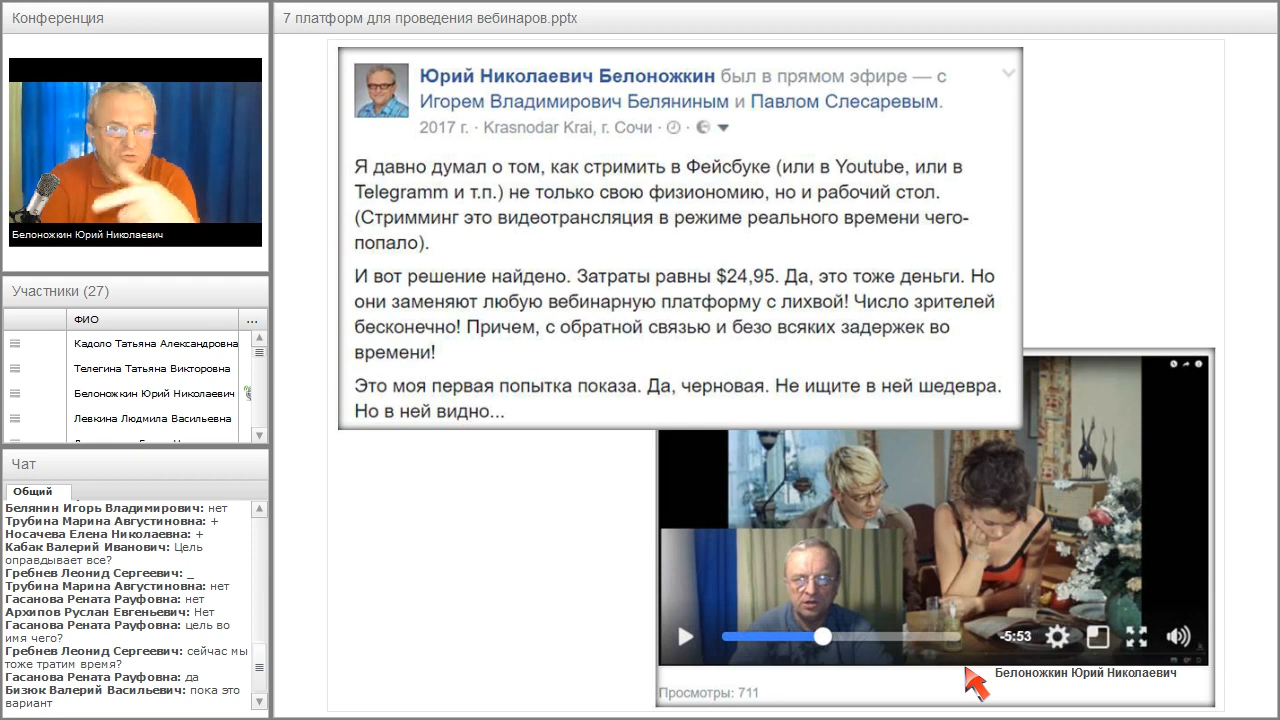 Конференция
Белоножкин Юрий Николаевич
Участники (27)
ФИО
...
Кадоло Татьяна Александровна
Телегина Татьяна Викторовна
Белоножкин Юрий Николаевич
Левкина Людмила Васильевна
Чат
Общий
Белянин Игорь Владимирович: нет
Трубина Марина Августиновна: +
Носачева Елена Николаевна: +
Кабак Валерий Иванович: Цель
оправдывает все?
Гребнев Леонид Сергеевич: _
Трубина Марина Августиновна: нет
Гасанова Рената Рауфовна: нет
Архипов Руслан Евгеньевич: Нет
Гасанова Рената Рауфовна: цель во
имя чего?
Гребнев Леонид Сергеевич: сейчас мы
тоже тратим время?
Гасанова Рената Рауфовна: да
Бизюк Валерий Васильевич: пока это
вариант
7 платформ для проведения вебинаров.pptx
Юрий Николаевич Белоножкин был в прямом эфире — с
Игорем Владимирович Беляниным и Павлом Слесаревым.
2017 г. · Krasnodar Krai, г. Сочи ·
Я давно думал о том, как стримить в Фейсбуке (или в Youtube, или в
Telegramm и т.п.) не только свою физиономию, но и рабочий стол.
(Стримминг это видеотрансляция в режиме реального времени чего-
попало).
И вот решение найдено. Затраты равны $24,95. Да, это тоже деньги. Но
они заменяют любую вебинарную платформу с лихвой! Число зрителей
бесконечно! Причем, с обратной связью и безо всяких задержек во
времени!
Это моя первая попытка показа. Да, черновая. Не ищите в ней шедевра.
Но в ней видно...
-5:53
Белоножкин Юрий Николаевич
Просмотры: 711